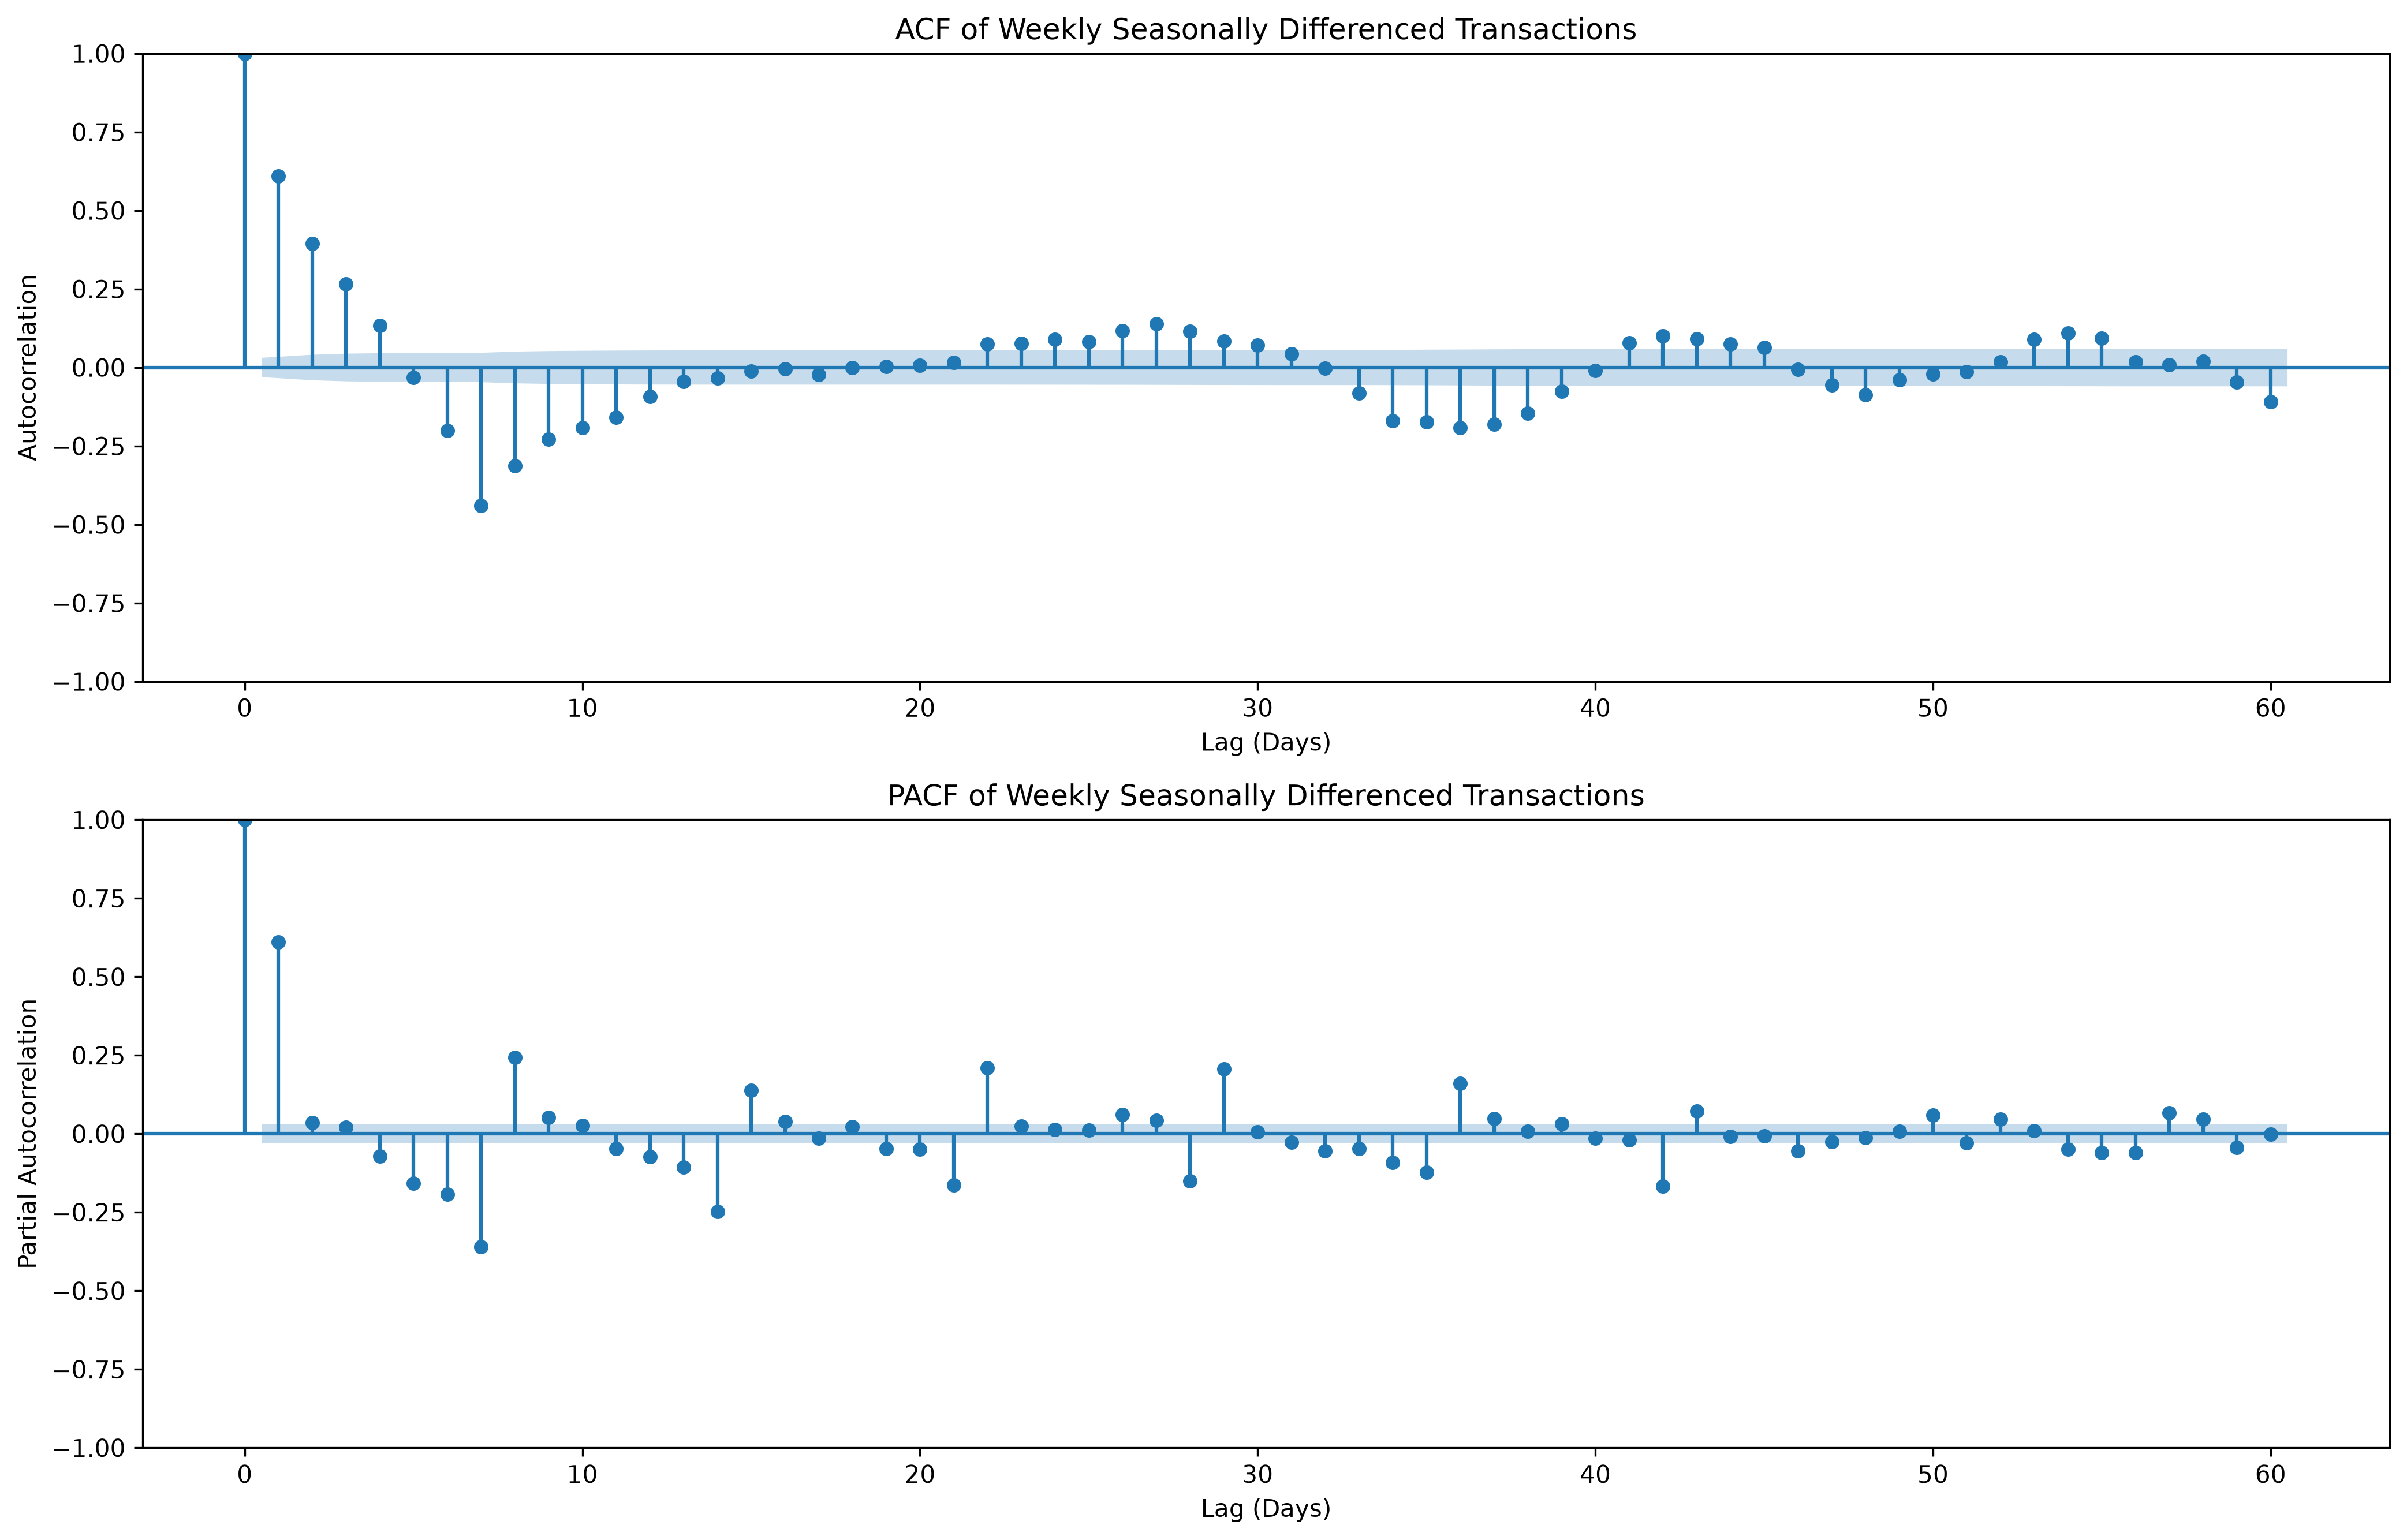 ACF of Weekly Seasonally Differenced Transactions
1.00
0.75
0.50
0.25
0.00
−0.25
−0.50
−0.75
−1.00
Autocorrelation
0 10 20 30 40 50 60
Lag (Days)
PACF of Weekly Seasonally Differenced Transactions
1.00
0.75
0.50
0.25
0.00
−0.25
−0.50
−0.75
−1.00
Partial Autocorrelation
0 10 20 30 40 50 60
Lag (Days)